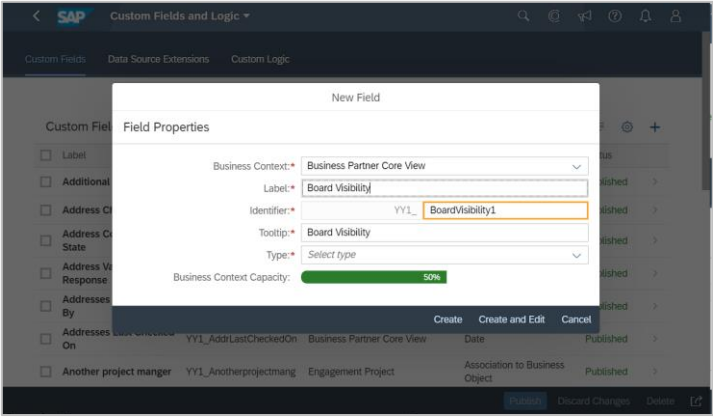 SAP Custom Fields and Logic
Custom Fields Data Source Extensions Custom Logic
New Field
Custom Fiel
Field Properties
Label
tus
Business Context:* Business Partner Core View
Additional
blished
Label:* Board Visibility
Address Cl
blished
Identifier:* YY1_ BoardVisibility1
Address Co
State
blished
Tooltip:* Board Visibility
Type:* Select type
Address Va
Response
blished
Business Context Capacity: 50%
Addresses
By
blished
Create Create and Edit Cancel
Addresses Last Checked
On
YY1_AddrLastCheckedOn Business Partner Core View Date Published
Another project manger YY1_Anotherprojectmang Engagement Project Association to Business
Object
Published
Publish Discard Changes Delete